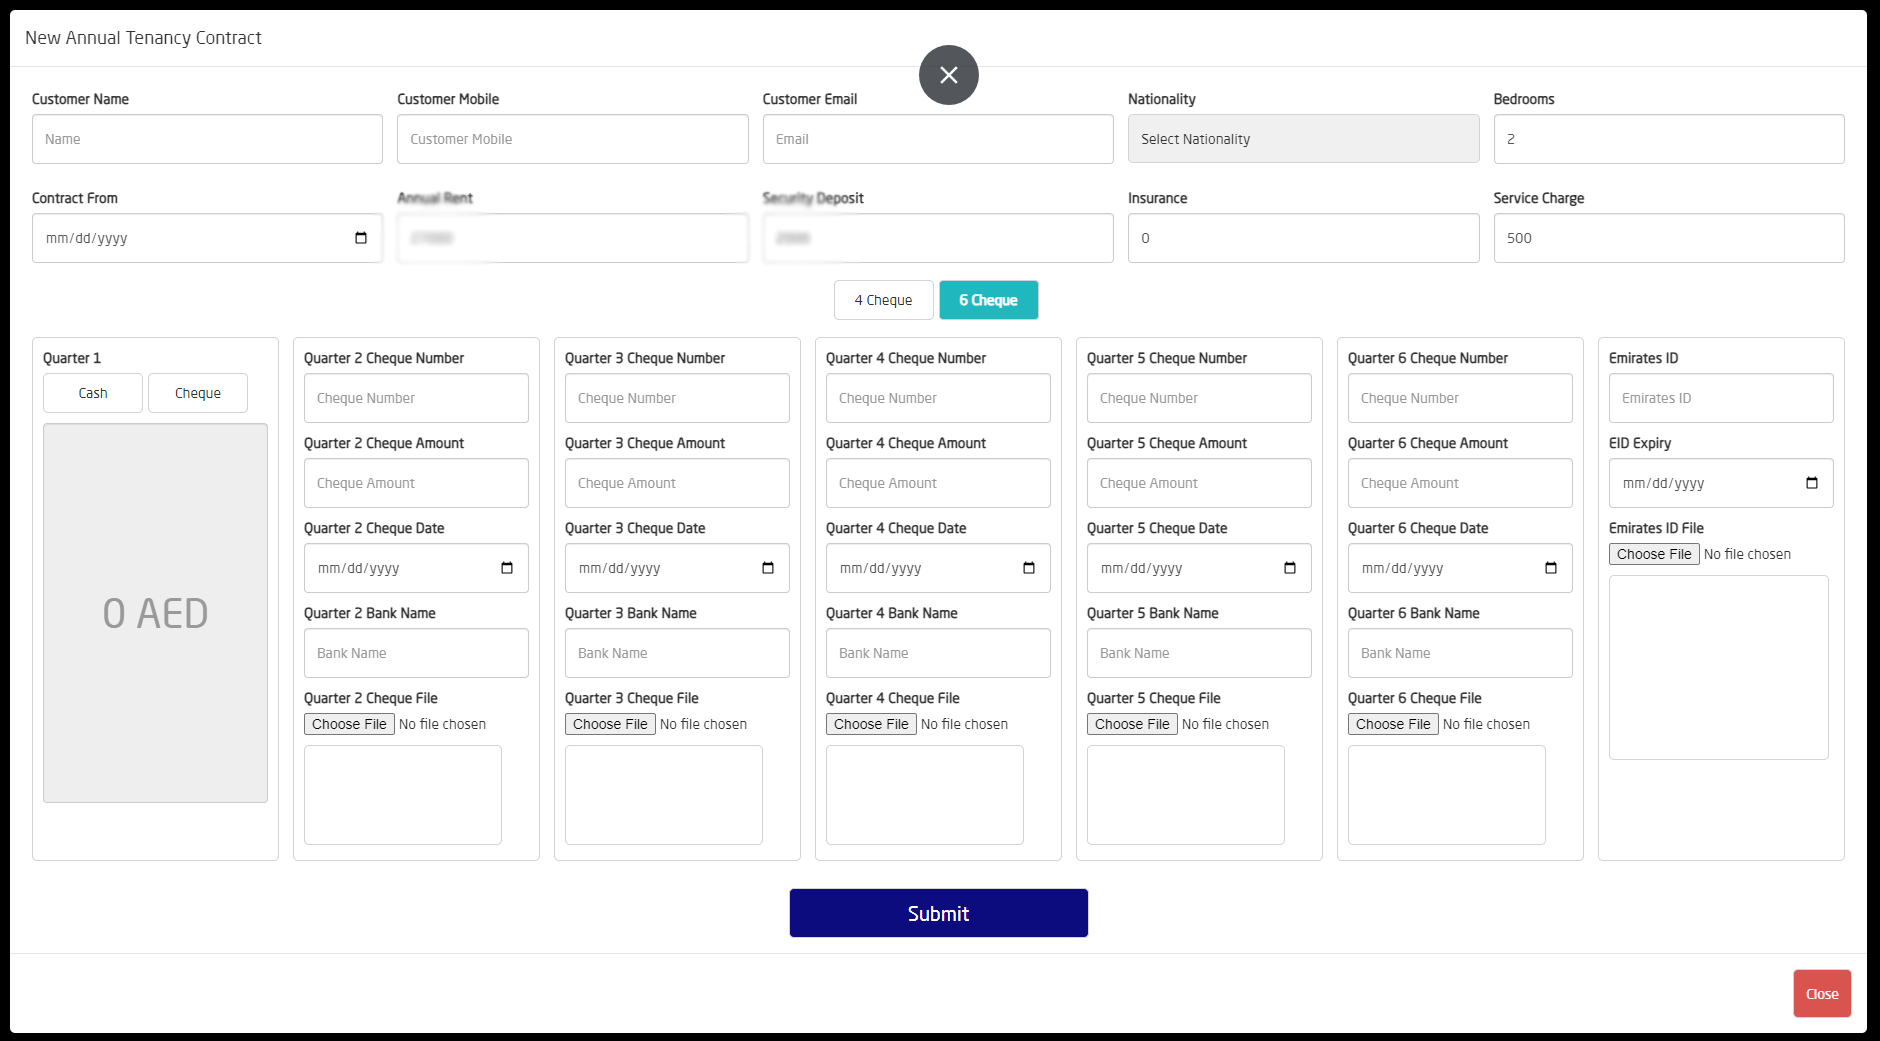 New Annual Tenancy Contract
Customer Name Customer Mobile Customer Email Nationality Bedrooms
Name Customer Mobile Email Select Nationality 2
Contract From Annual Rent Security Deposit Insurance Service Charge
mm/dd/yyyy 0 500
4 Cheque 6 Cheque
Quarter 1 Quarter 2 Cheque Number Quarter 3 Cheque Number Quarter 4 Cheque Number Quarter 5 Cheque Number Quarter 6 Cheque Number Emirates ID
Cash Cheque Cheque Number Cheque Number Cheque Number Cheque Number Cheque Number Emirates ID
Quarter 2 Cheque Amount Quarter 3 Cheque Amount Quarter 4 Cheque Amount Quarter 5 Cheque Amount Quarter 6 Cheque Amount EID Expiry
Cheque Amount Cheque Amount Cheque Amount Cheque Amount Cheque Amount mm/dd/yyyy
Quarter 2 Cheque Date Quarter 3 Cheque Date Quarter 4 Cheque Date Quarter 5 Cheque Date Quarter 6 Cheque Date Emirates ID File
Choose File No file chosen
mm/dd/yyyy mm/dd/yyyy mm/dd/yyyy mm/dd/yyyy mm/dd/yyyy
0 AED Quarter 2 Bank Name Quarter 3 Bank Name Quarter 4 Bank Name Quarter 5 Bank Name Quarter 6 Bank Name
Bank Name Bank Name Bank Name Bank Name Bank Name
Quarter 2 Cheque File Quarter 3 Cheque File Quarter 4 Cheque File Quarter 5 Cheque File Quarter 6 Cheque File
Choose File No file chosen Choose File No file chosen Choose File No file chosen Choose File No file chosen Choose File No file chosen
Submit
Close